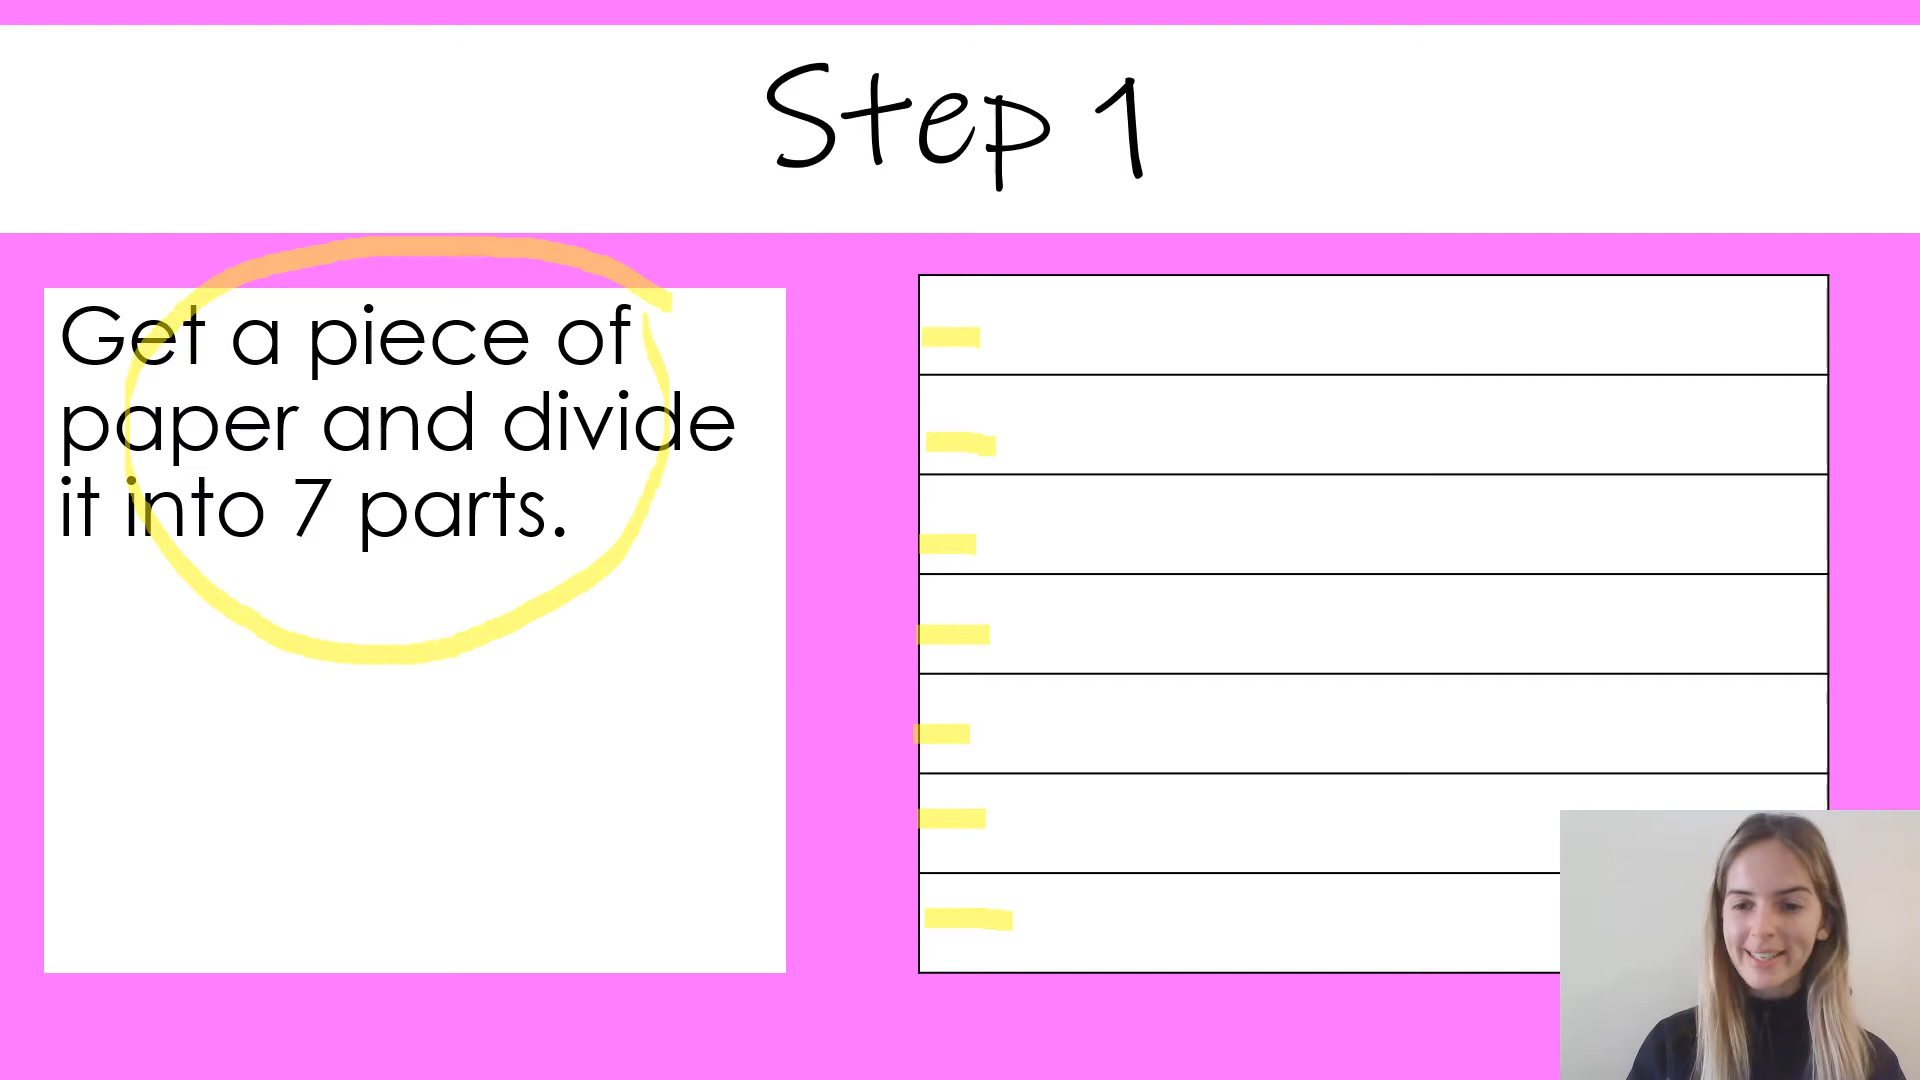 Step 1
Get a piece of
paper and divide
it into 7 parts.